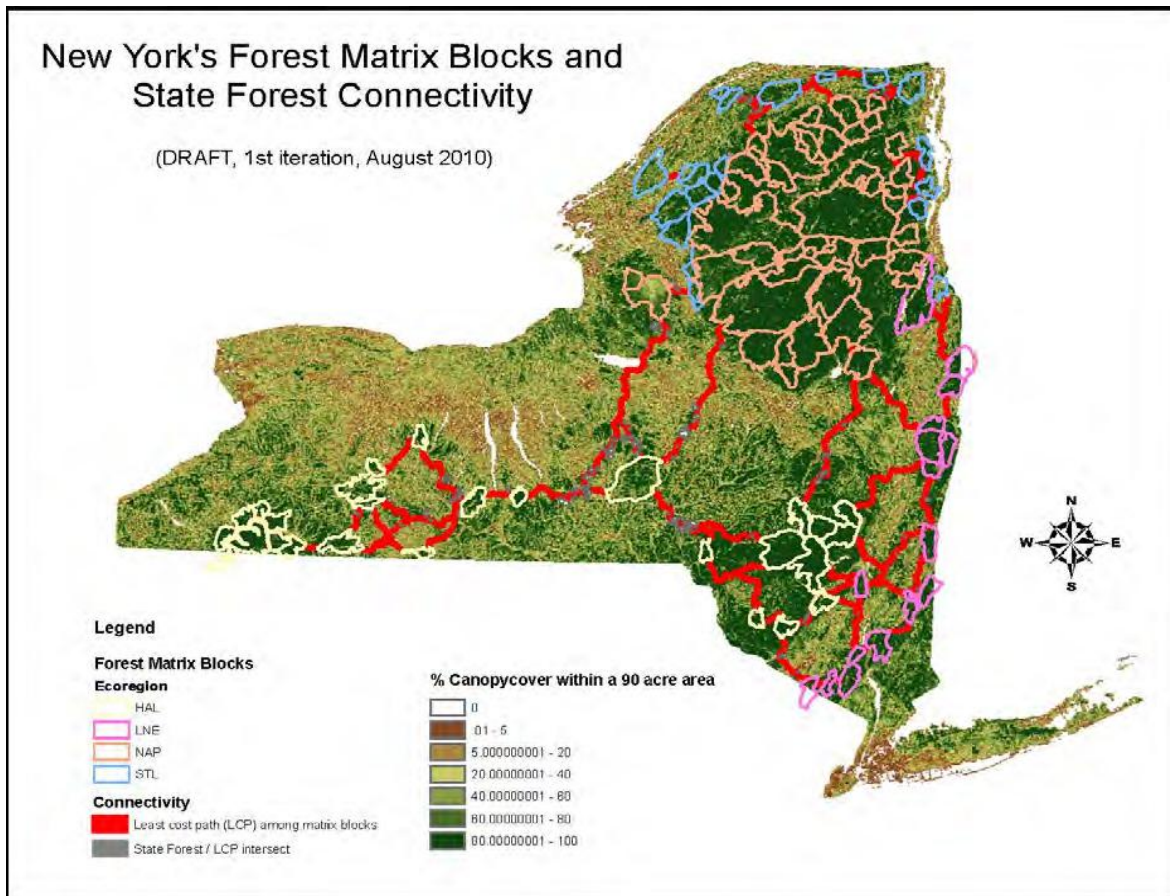 New York's Forest Matrix Blocks and
State Forest Connectivity
(DRAFT, 1st iteration, August 2010)
N
W
E
S
Legend
Forest Matrix Blocks
Ecoregion
HAL
LNE
NAP
STL
Connectivity
Least cost path (LCP) among matrix blocks
State Forest / LCP intersect
% Canopycover within a 90 acre area
0
.01 - 5
5.000000001 - 20
20.00000001 - 40
40.00000001 - 60
60.00000001 - 80
80.00000001 - 100